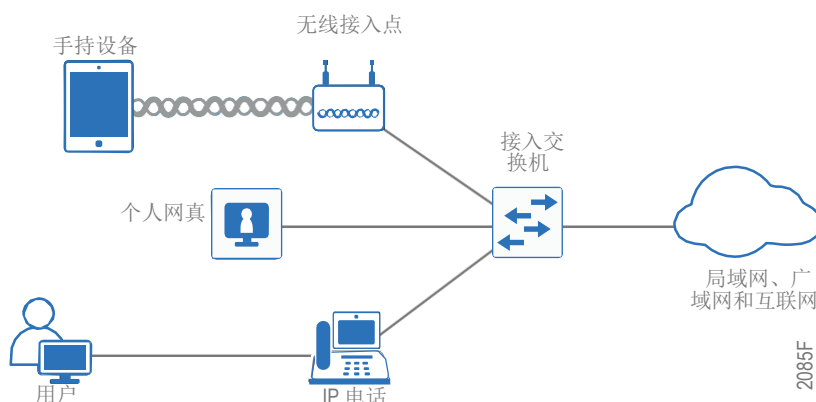 无线接入点
手持设备
接入交
换机
个人网真
局域网、广
域网和互联网
用户
IP 电话
2085F